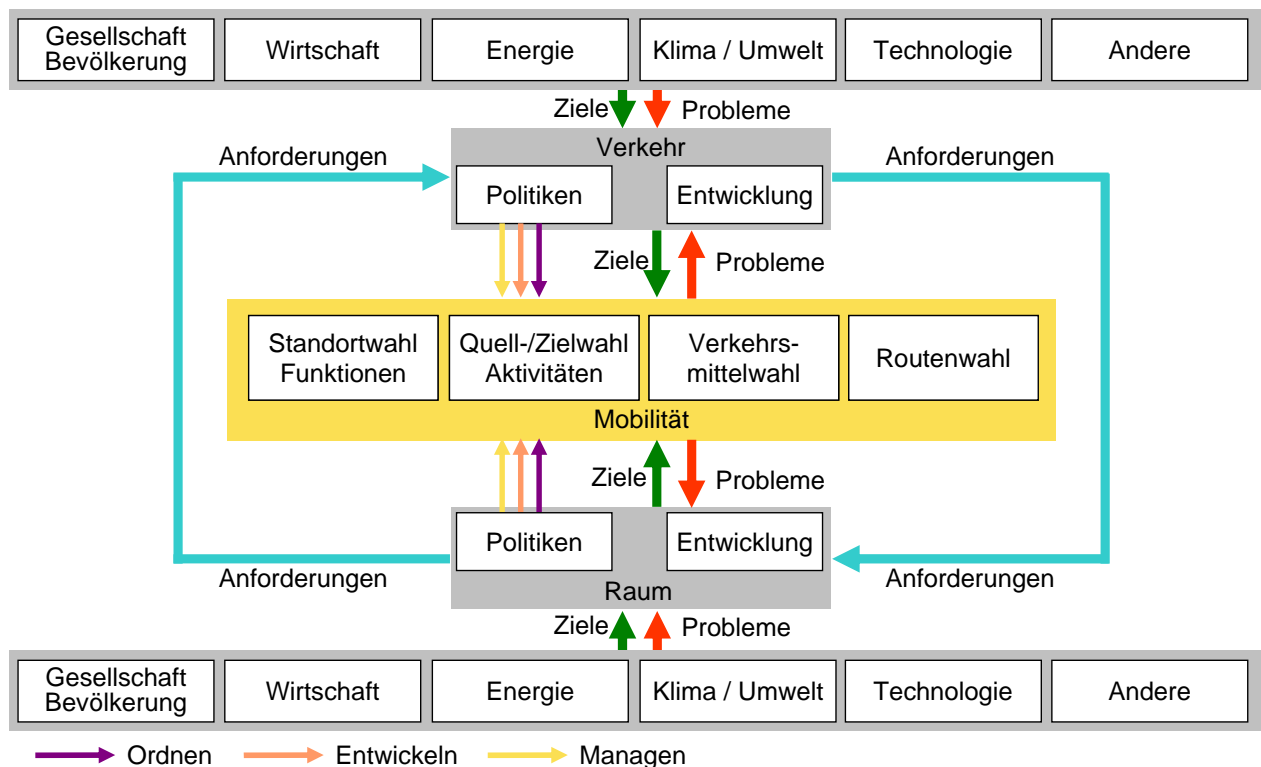 Gesellschaft
Bevölkerung
Wirtschaft
Energie
Klima / Umwelt
Technologie
Andere
Ziele
Probleme
Verkehr
Anforderungen
Anforderungen
Politiken
Entwicklung
Ziele
Probleme
Standortwahl
Funktionen
Quell-/Zielwahl
Aktivitäten
Verkehrs-
mittelwahl
Routenwahl
Mobilität
Ziele
Probleme
Politiken
Entwicklung
Anforderungen
Anforderungen
Raum
Ziele
Probleme
Gesellschaft
Bevölkerung
Wirtschaft
Energie
Klima / Umwelt
Technologie
Andere
Ordnen
Entwickeln
Managen